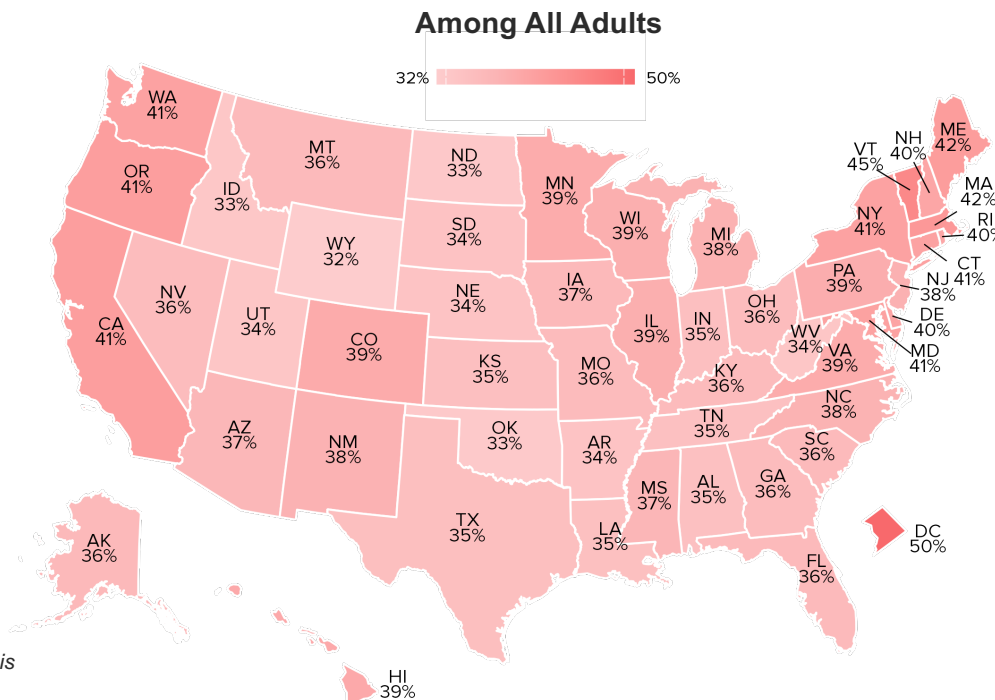 Among All Adults
32%
50%
WA
41%
OR
41%
CA
41%
ID
33%
NV
36%
MT
36%
WY
32%
UT
34%
AZ
37%
CO
39%
NM
38%
ND
33%
SD
34%
NE
34%
KS
35%
OK
33%
TX
35%
MN
39%
IA
37%
MO
36%
AR
34%
LA
35%
WI
39%
IL
39%
MI
38%
IN
35%
OH
36%
KY
36%
TN
35%
MS
37%
AL
35%
GA
36%
FL
36%
SC
36%
NC
38%
VA
39%
WV
34%
PA
39%
NY
41%
VT
45%
NH
40%
ME
42%
MA
42%
RI
40%
CT
41%
NJ
38%
DE
40%
MD
41%
DC
50%
AK
36%
HI
39%
is